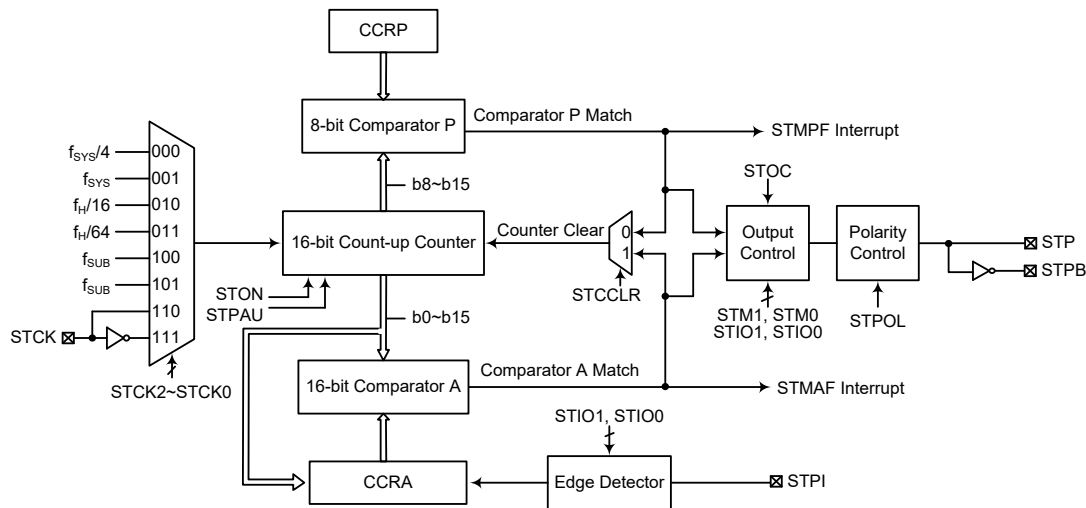 CCRP
8-bit Comparator P
Comparator P Match
STMPF Interrupt
b8~b15
fSYS/4
000
fSYS
001
fH/16
010
fH/64
011
fSUB
100
fSUB
101
110
111
STCK
STCK2~STCK0
16-bit Count-up Counter
Counter Clear
0
1
STCCLR
STON
STPAU
b0~b15
STOC
Output
Control
STM1, STM0
STIO1, STIO0
Polarity
Control
STPOL
STP
STPB
16-bit Comparator A
Comparator A Match
STMAF Interrupt
STIO1, STIO0
CCRA
Edge Detector
STPI